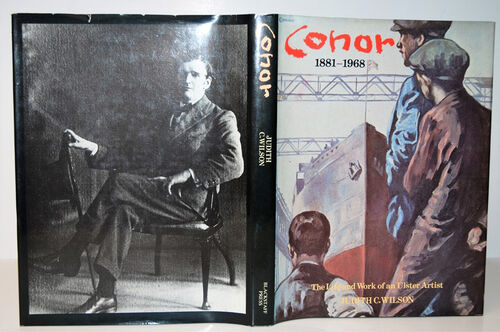 Conor
JUDITH
C.WILSON
BLACKSTAFF
PRESS
Conor
1881–1968
The Life and Work of an Ulster Artist
JUDITH C.WILSON